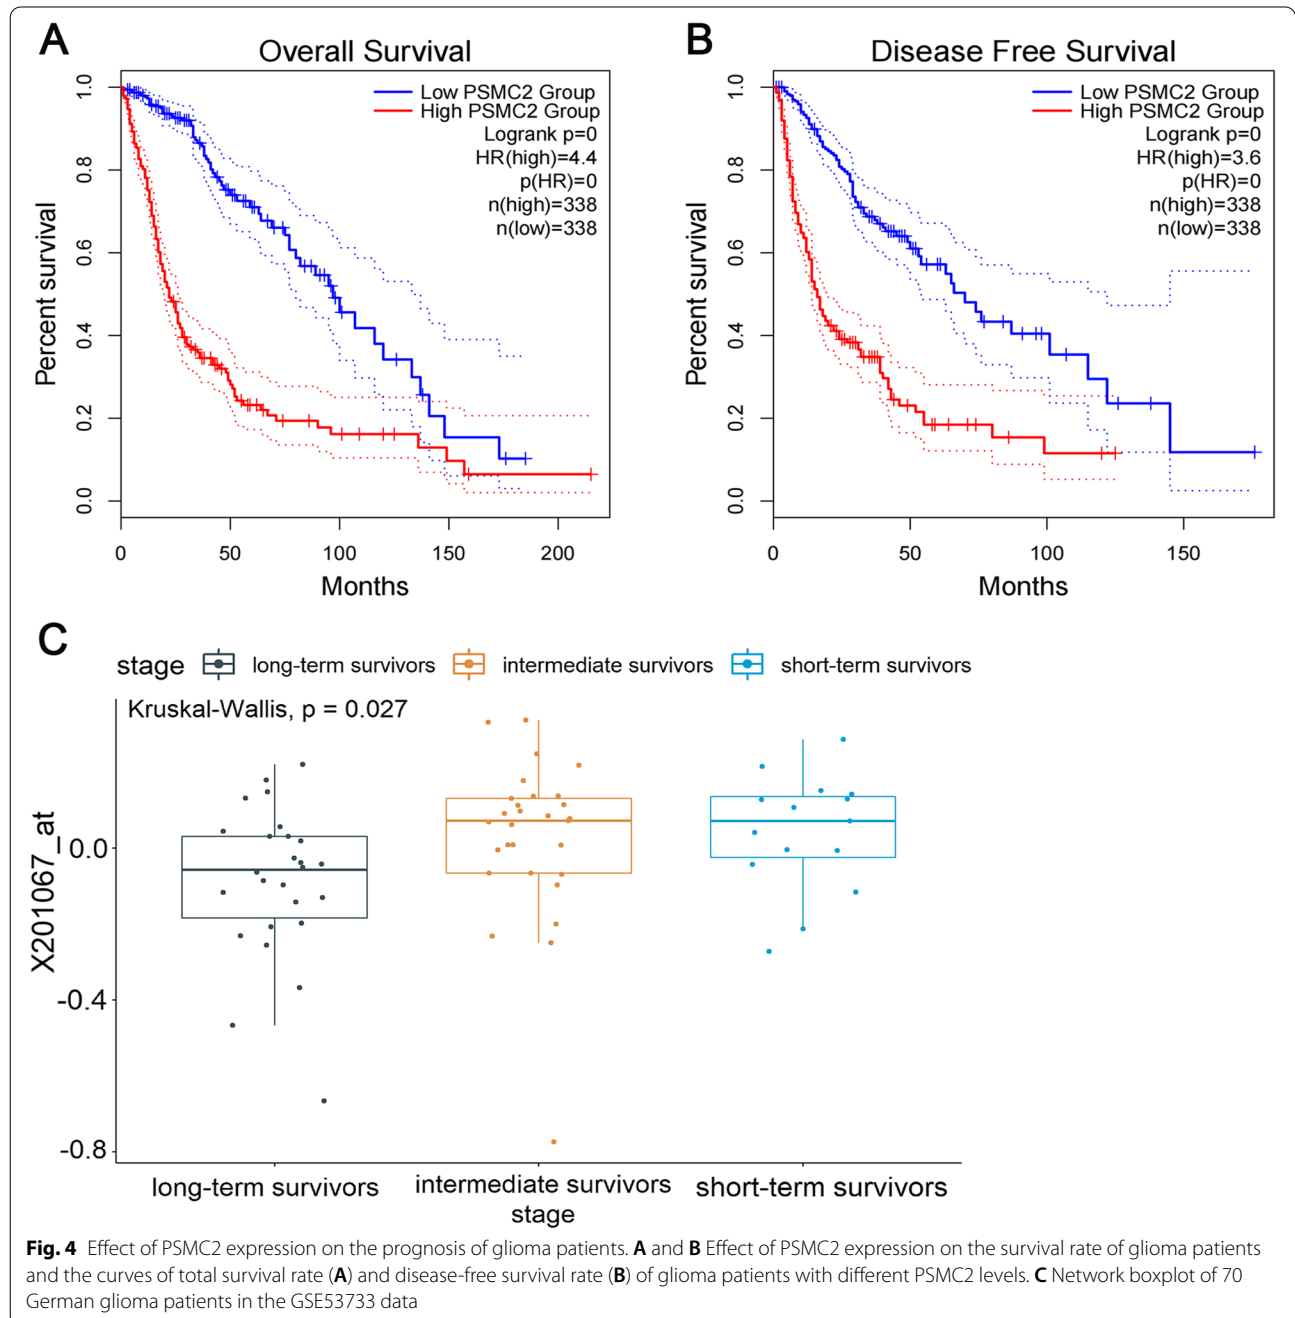 A
Overall Survival
Percent survival
1.0
0.8
0.6
0.4
0.2
0.0
Low PSMC2 Group
High PSMC2 Group
Logrank p=0
HR(high)=4.4
p(HR)=0
n(high)=338
n(low)=338
0 50 100 150 200
Months
B
Disease Free Survival
Percent survival
1.0
0.8
0.6
0.4
0.2
0.0
Low PSMC2 Group
High PSMC2 Group
Logrank p=0
HR(high)=3.6
p(HR)=0
n(high)=338
n(low)=338
0 50 100 150
Months
C
stage long-term survivors intermediate survivors short-term survivors
Kruskal-Wallis, p = 0.027
X201067_at
0.0
-0.4
-0.8
long-term survivors intermediate survivors short-term survivors
stage
Fig. 4 Effect of PSMC2 expression on the prognosis of glioma patients. A and B Effect of PSMC2 expression on the survival rate of glioma patients
and the curves of total survival rate (A) and disease-free survival rate (B) of glioma patients with different PSMC2 levels. C Network boxplot of 70
German glioma patients in the GSE53733 data